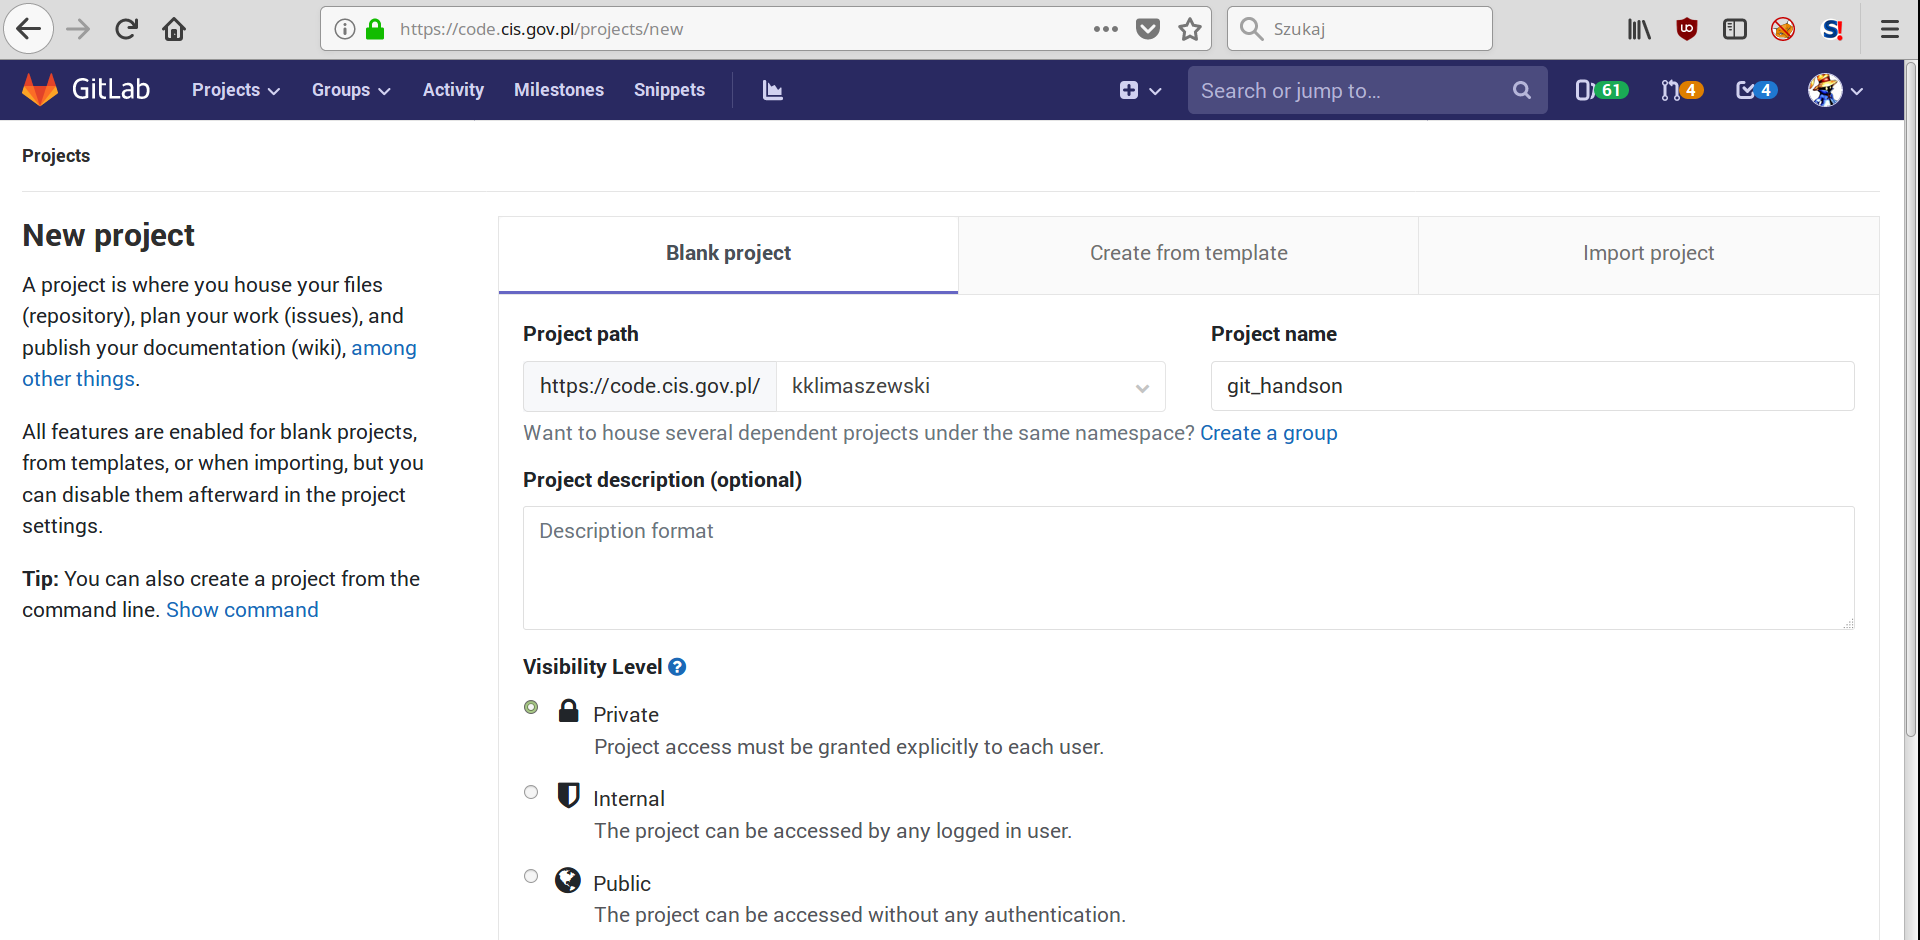 https://code.cis.gov.pl/projects/new
Szukaj
GitLab Projects Groups Activity Milestones Snippets Search or jump to... 61 4 4
Projects
New project
A project is where you house your files
(repository), plan your work (issues), and
publish your documentation (wiki), among
other things.
All features are enabled for blank projects,
from templates, or when importing, but you
can disable them afterward in the project
settings.
Tip: You can also create a project from the
command line. Show command
Blank project Create from template Import project
Project path Project name
https://code.cis.gov.pl/ kklimaszewski git_handson
Want to house several dependent projects under the same namespace? Create a group
Project description (optional)
Description format
Visibility Level ?
Private
Project access must be granted explicitly to each user.
Internal
The project can be accessed by any logged in user.
Public
The project can be accessed without any authentication.